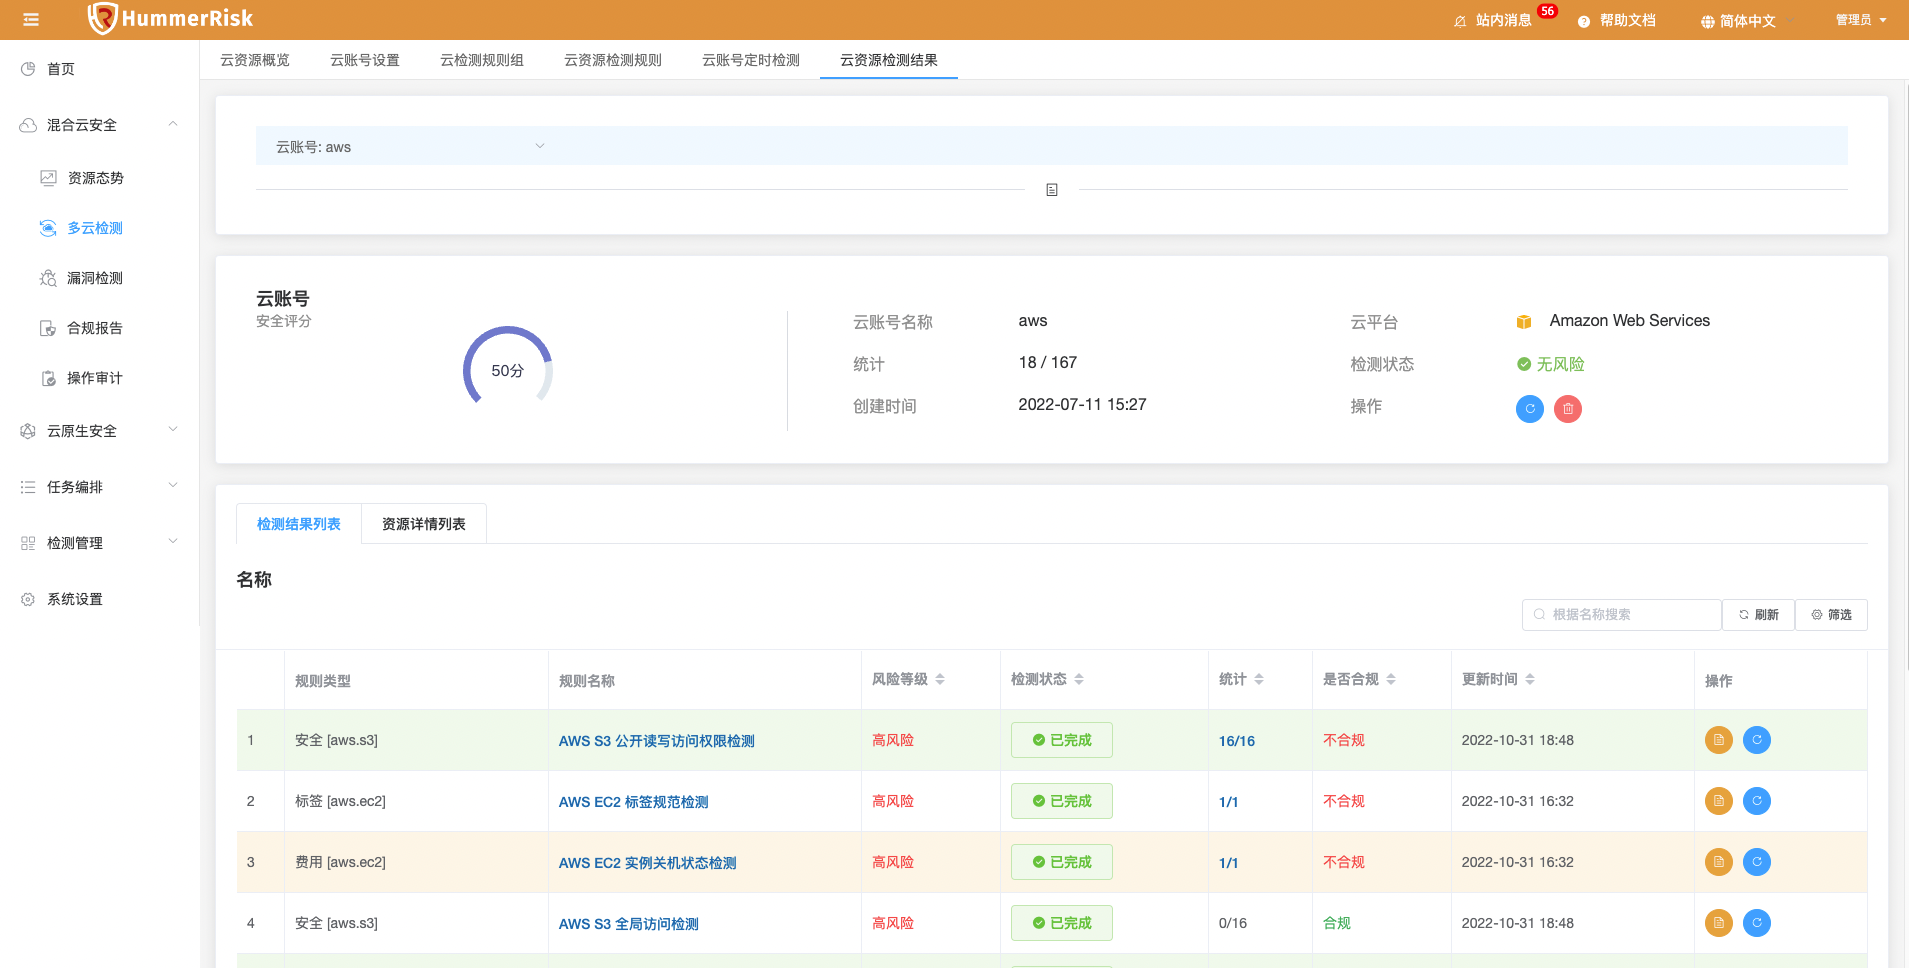 HummerRisk
站内消息 56 帮助文档 简体中文 管理员
首页
混合云安全
资源态势
多云检测
漏洞检测
合规报告
操作审计
云原生安全
任务编排
检测管理
系统设置
云资源概览 云账号设置 云检测规则组 云资源检测规则 云账号定时检测 云资源检测结果
云账号: aws
云账号
安全评分
50分
云账号名称 aws 云平台 Amazon Web Services
统计 18 / 167 检测状态 无风险
创建时间 2022-07-11 15:27 操作
检测结果列表 资源详情列表
名称
根据名称搜索 刷新 筛选
规则类型 规则名称 风险等级 检测状态 统计 是否合规 更新时间 操作
1 安全 [aws.s3] AWS S3 公开读写访问权限检测 高风险 已完成 16/16 不合规 2022-10-31 18:48
2 标签 [aws.ec2] AWS EC2 标签规范检测 高风险 已完成 1/1 不合规 2022-10-31 16:32
3 费用 [aws.ec2] AWS EC2 实例关机状态检测 高风险 已完成 1/1 不合规 2022-10-31 16:32
4 安全 [aws.s3] AWS S3 全局访问检测 高风险 已完成 0/16 合规 2022-10-31 18:48